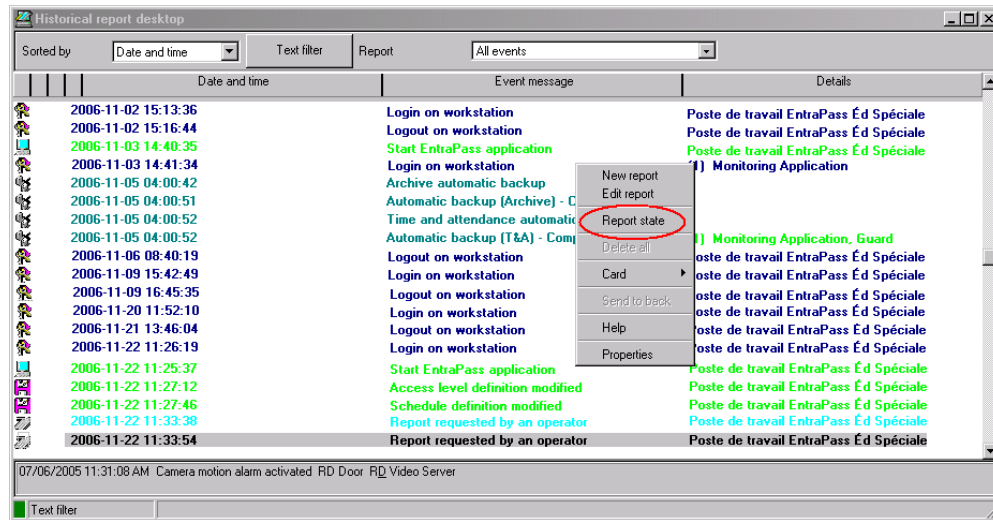 Historical report desktop
Sorted by Date and time Text filter Report All events
Date and time Event message Details
2006-11-02 15:13:36 Login on workstation Poste de travail EntraPass Éd Spéciale
2006-11-02 15:16:44 Logout on workstation Poste de travail EntraPass Éd Spéciale
2006-11-03 14:40:35 Start EntraPass application Poste de travail EntraPass Éd Spéciale
2006-11-03 14:41:34 Login on workstation (1) Monitoring Application
2006-11-05 04:00:42 Archive automatic backup
2006-11-05 04:00:51 Automatic backup (Archive) - C
2006-11-05 04:00:52 Time and attendance automatic
2006-11-05 04:00:52 Automatic backup (T&A) - Comp ) Monitoring Application, Guard
2006-11-06 08:40:19 Logout on workstation oste de travail EntraPass Éd Spéciale
2006-11-09 15:42:49 Login on workstation oste de travail EntraPass Éd Spéciale
2006-11-09 16:45:35 Logout on workstation oste de travail EntraPass Éd Spéciale
2006-11-20 11:52:10 Login on workstation oste de travail EntraPass Éd Spéciale
2006-11-21 13:46:04 Logout on workstation oste de travail EntraPass Éd Spéciale
2006-11-22 11:26:19 Login on workstation oste de travail EntraPass Éd Spéciale
2006-11-22 11:25:37 Start EntraPass application Poste de travail EntraPass Éd Spéciale
2006-11-22 11:27:12 Access level definition modified Poste de travail EntraPass Éd Spéciale
2006-11-22 11:27:46 Schedule definition modified Poste de travail EntraPass Éd Spéciale
2006-11-22 11:33:38 Report requested by an operator Poste de travail EntraPass Éd Spéciale
2006-11-22 11:33:54 Report requested by an operator Poste de travail EntraPass Éd Spéciale
New report
Edit report
Report state
Delete all
Card
Send to back
Help
Properties
07/06/2005 11:31:08 AM Camera motion alarm activated RD Door RD Video Server
Text filter